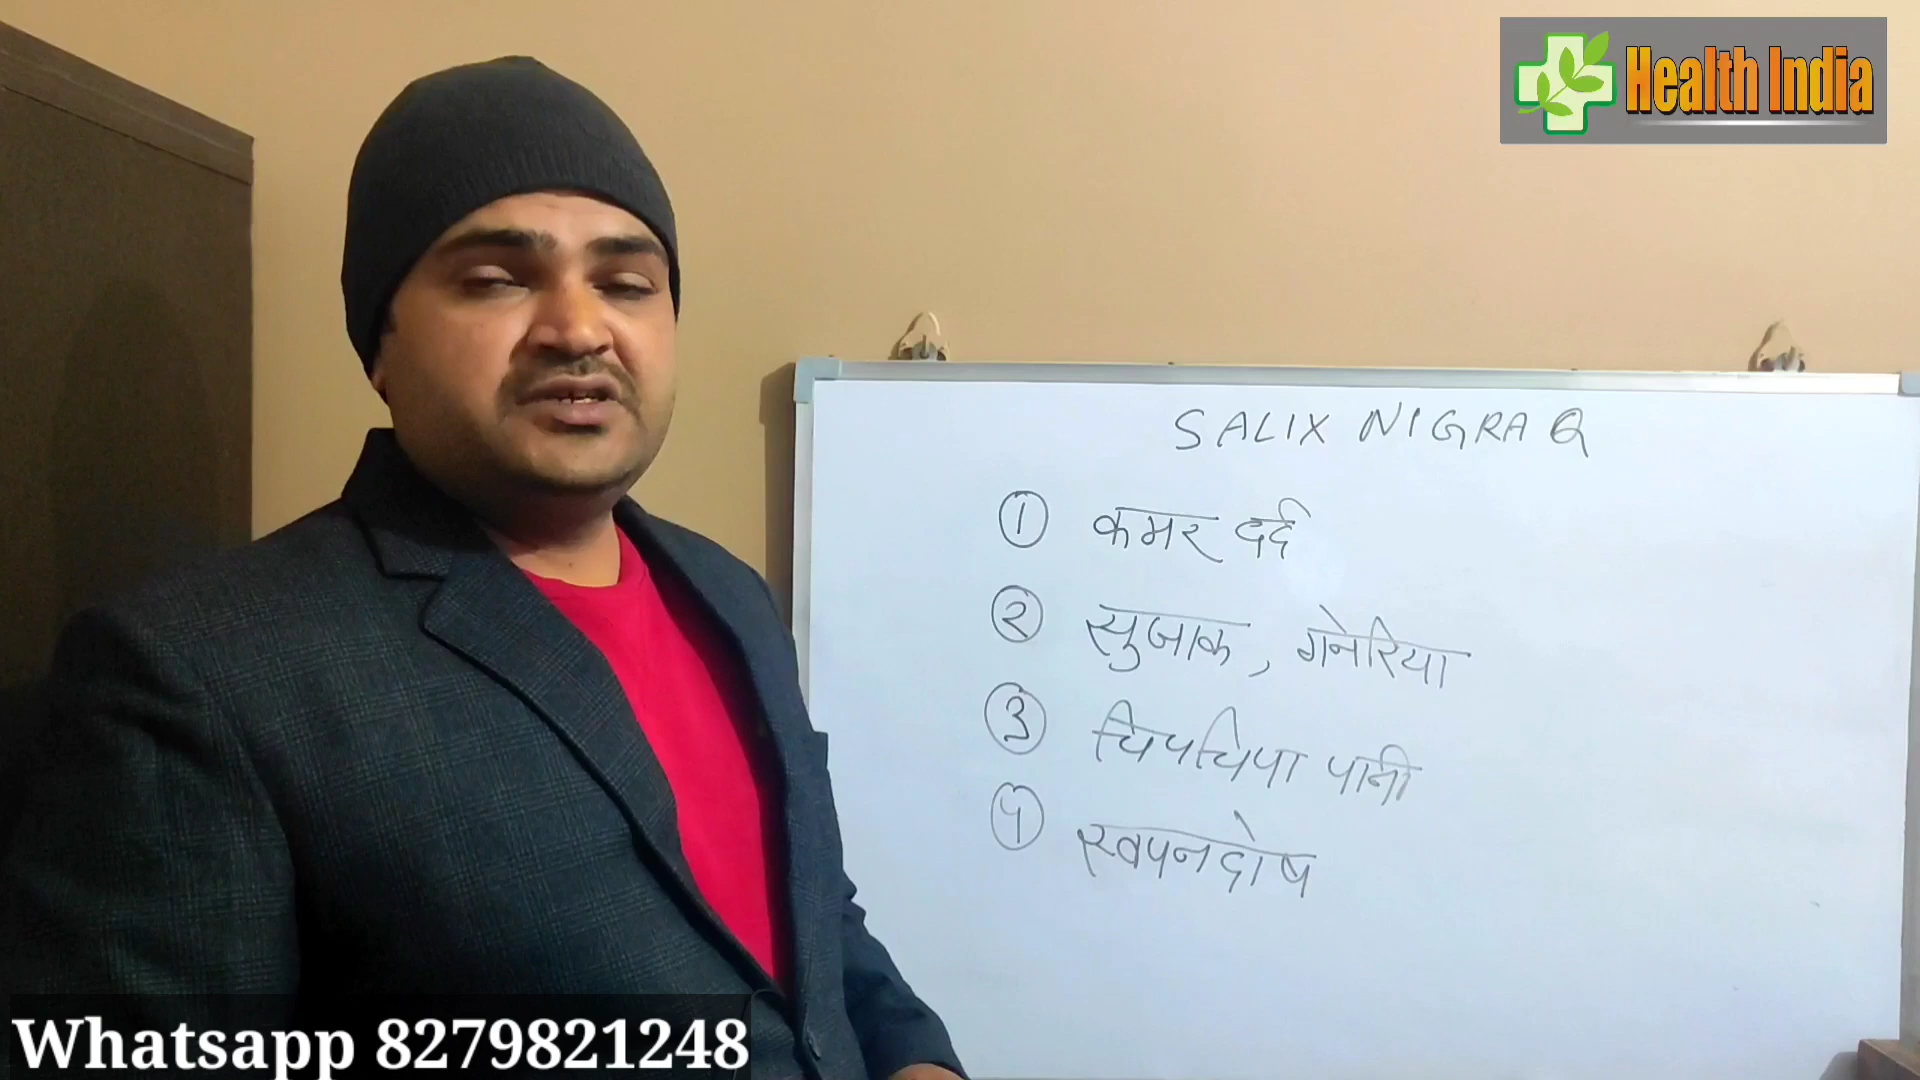 Health India
SALIX NIGRA Q
① कमर दर्द
② सुजाक, गनेरिया
③ चिपचिपा पानी
④ स्वपनदोष
Whatsapp 8279821248